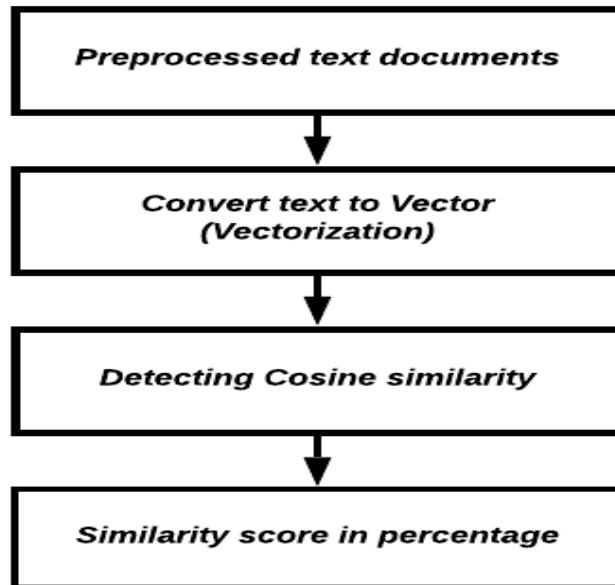 Preprocessed text documents
Convert text to Vector
(Vectorization)
Detecting Cosine similarity
Similarity score in percentage